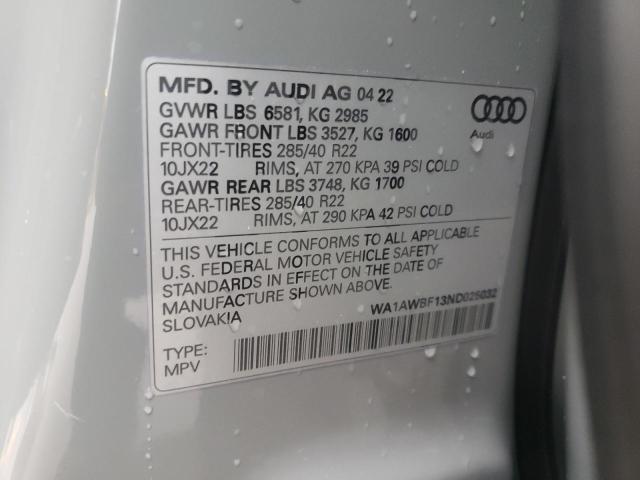 MFD. BY AUDI AG 04 22
GVWR LBS 6581, KG 2985
GAWR FRONT LBS 3527, KG 1600
FRONT-TIRES 285/40 R22
10JX22 RIMS, AT 270 KPA 39 PSI COLD
GAWR REAR LBS 3748, KG 1700
REAR-TIRES 285/40 R22
10JX22 RIMS, AT 290 KPA 42 PSI COLD
Audi
THIS VEHICLE CONFORMS TO ALL APPLICABLE
U.S. FEDERAL MOTOR VEHICLE SAFETY
STANDARDS IN EFFECT ON THE DATE OF
MANUFACTURE SHOWN ABOVE.
SLOVAKIA
WA1AWBF13ND025032
TYPE:
MPV